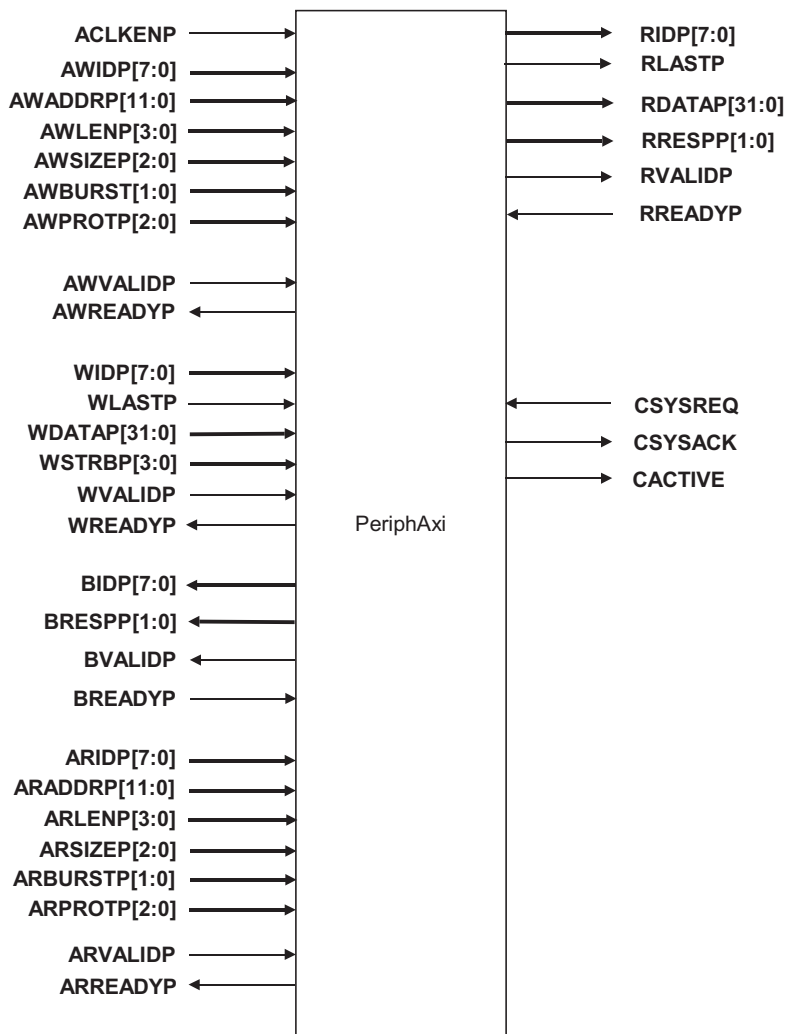 ACLKENP
AWIDP[7:0]
AWADDRP[11:0]
AWLENP[3:0]
AWSIZEP[2:0]
AWBURST[1:0]
AWPROTP[2:0]
AWVALIDP
AWREADYP
WIDP[7:0]
WLASTP
WDATAP[31:0]
WSTRBP[3:0]
WVALIDP
WREADYP
BIDP[7:0]
BRESPP[1:0]
BVALIDP
BREADYP
ARIDP[7:0]
ARADDRP[11:0]
ARLENP[3:0]
ARSIZEP[2:0]
ARBURSTP[1:0]
ARPROTP[2:0]
ARVALIDP
ARREADYP
PeriphAxi
RIDP[7:0]
RLASTP
RDATAP[31:0]
RRESPP[1:0]
RVALIDP
RREADYP
CSYSREQ
CSYSACK
CACTIVE